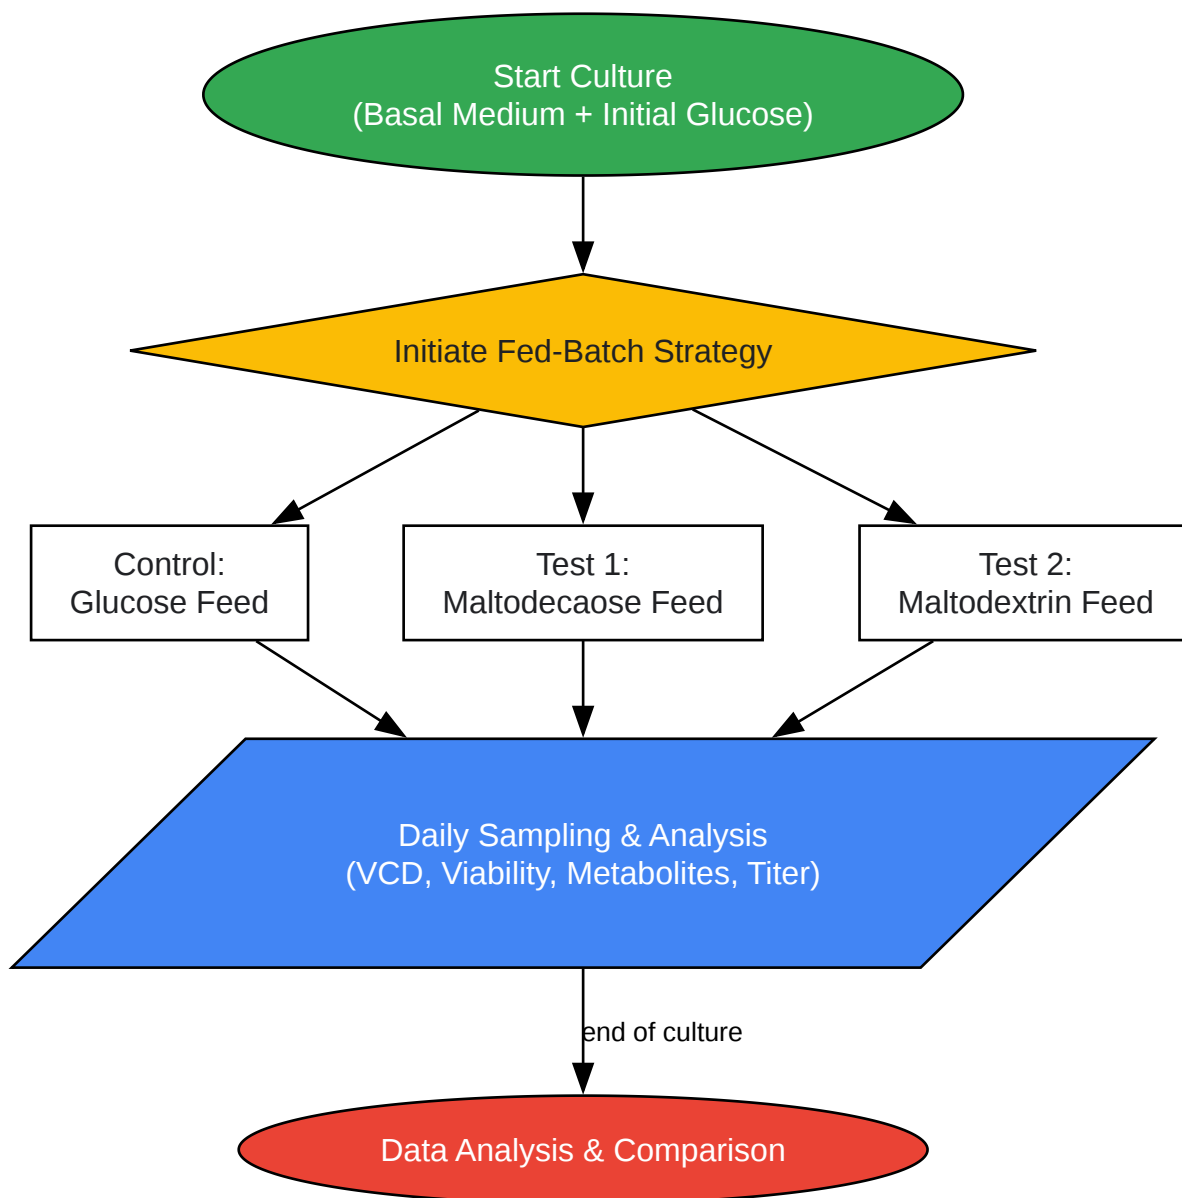 Start Culture
(Basal Medium + Initial Glucose)
Initiate Fed-Batch Strategy
Control:
Glucose Feed
Test 1:
Maltodecaose Feed
Test 2:
Maltodextrin Feed
Daily Sampling & Analysis
(VCD, Viability, Metabolites, Titer)
end of culture
Data Analysis & Comparison